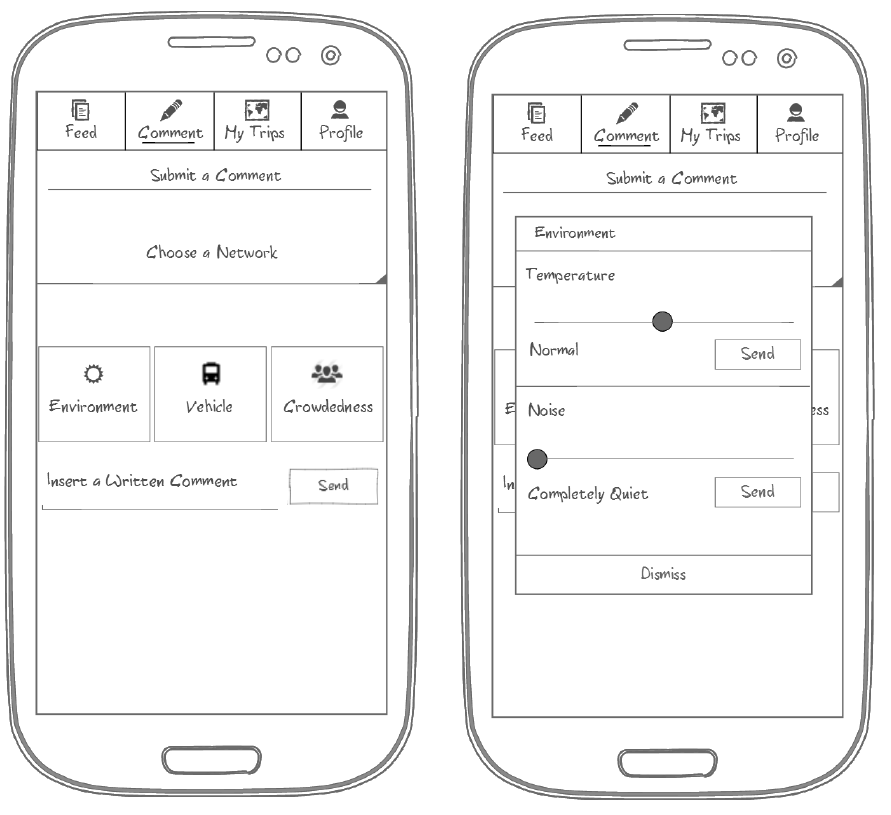 Feed Comment My Trips Profile
Submit a Comment
Choose a Network
Environment Vehicle Crowdedness
Insert a Written Comment Send
Feed Comment My Trips Profile
Submit a Comment
Environment
Temperature
Normal Send
Noise
E ess
Completely Quiet Send
In
Dismiss